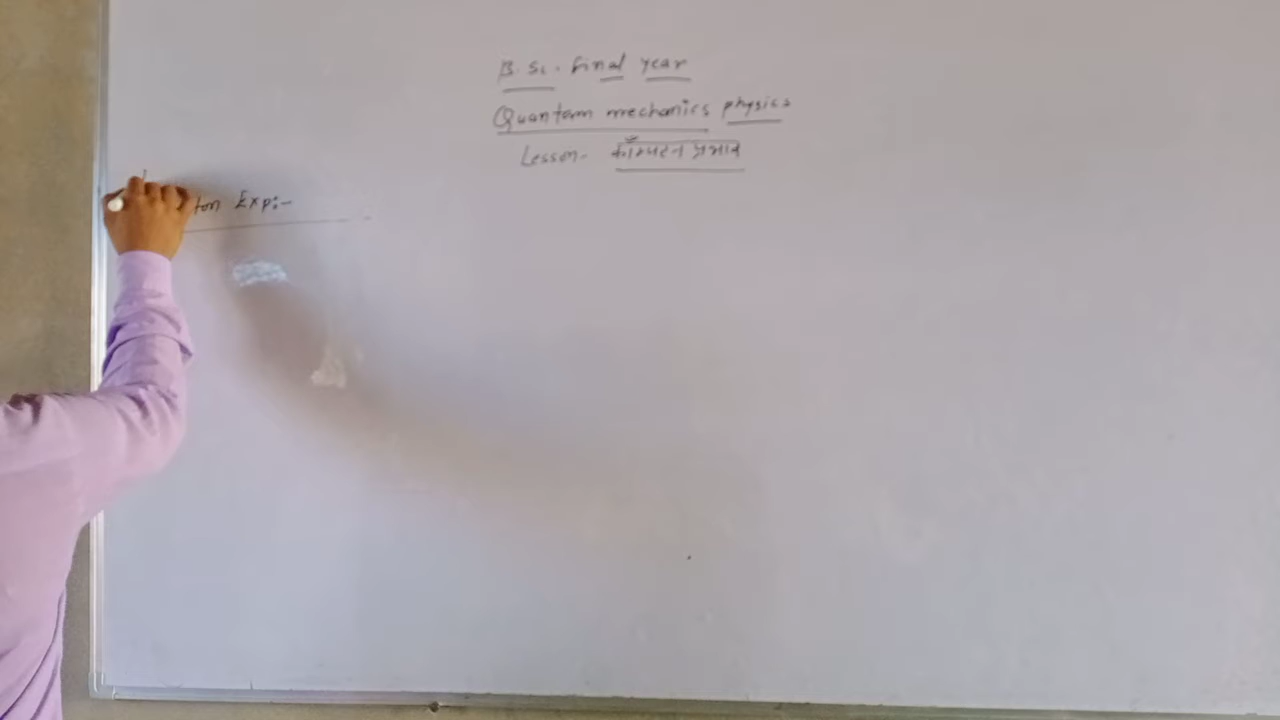 B.Sc. final year
Quantam mechanics physics
Lesson- कॉम्पटन प्रभाव
ton Exp:-